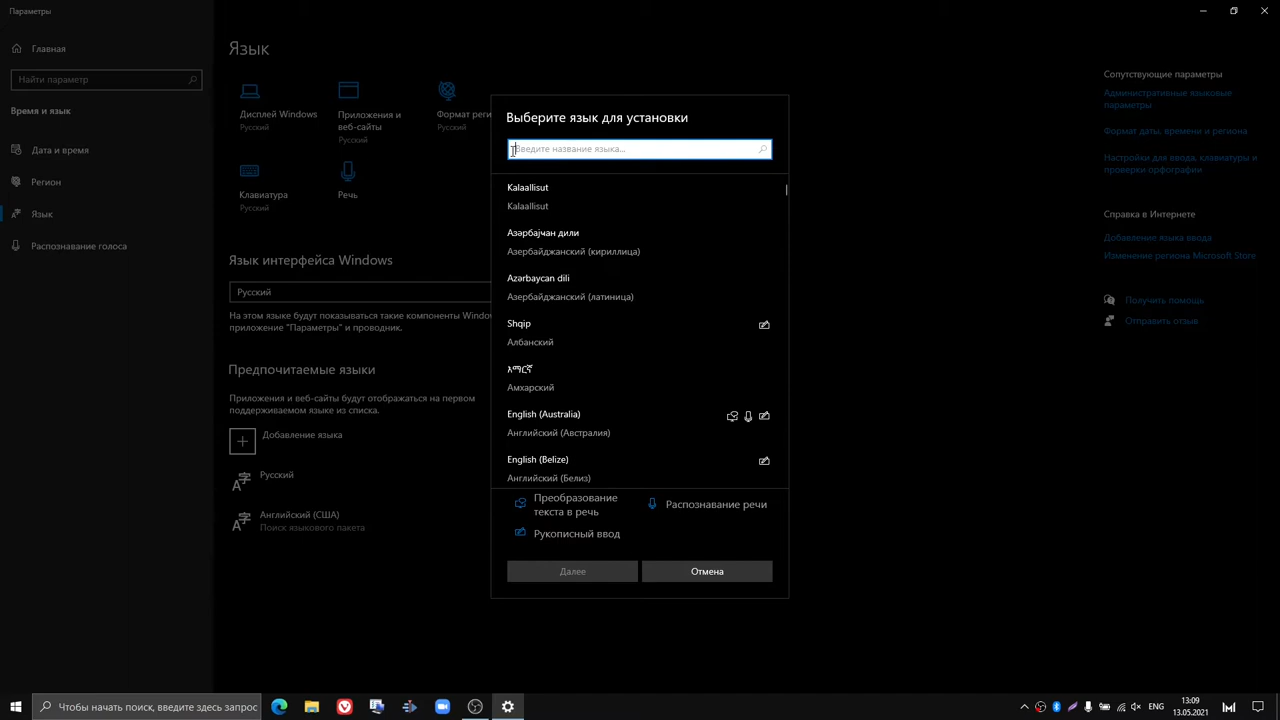 Параметры
Главная
Найти параметр
Время и язык
Дата и время
Регион
Язык
Распознавание голоса
Язык
Дисплей Windows
Русский
Приложения и
веб-сайты
Русский
Формат реги
Русский
Клавиатура
Русский
Речь
Язык интерфейса Windows
Русский
На этом языке будут показываться такие компоненты Window
приложение "Параметры" и проводник.
Предпочитаемые языки
Приложения и веб-сайты будут отображаться на первом
поддерживаемом языке из списка.
Добавление языка
Русский
Английский (США)
Поиск языкового пакета
Выберите язык для установки
Введите название языка...
Kalaallisut
Kalaallisut
Азәрбајҹан дили
Азербайджанский (кириллица)
Azərbaycan dili
Азербайджанский (латиница)
Shqip
Албанский
አማርኛ
Амхарский
English (Australia)
Английский (Австралия)
English (Belize)
Английский (Белиз)
Преобразование
текста в речь
Распознавание речи
Рукописный ввод
Далее
Отмена
Сопутствующие параметры
Административные языковые
параметры
Формат даты, времени и региона
Настройки для ввода, клавиатуры и
проверки орфографии
Справка в Интернете
Добавление языка ввода
Изменение региона Microsoft Store
Получить помощь
Отправить отзыв
Чтобы начать поиск, введите здесь запрос
ENG
13:09
13.05.2021